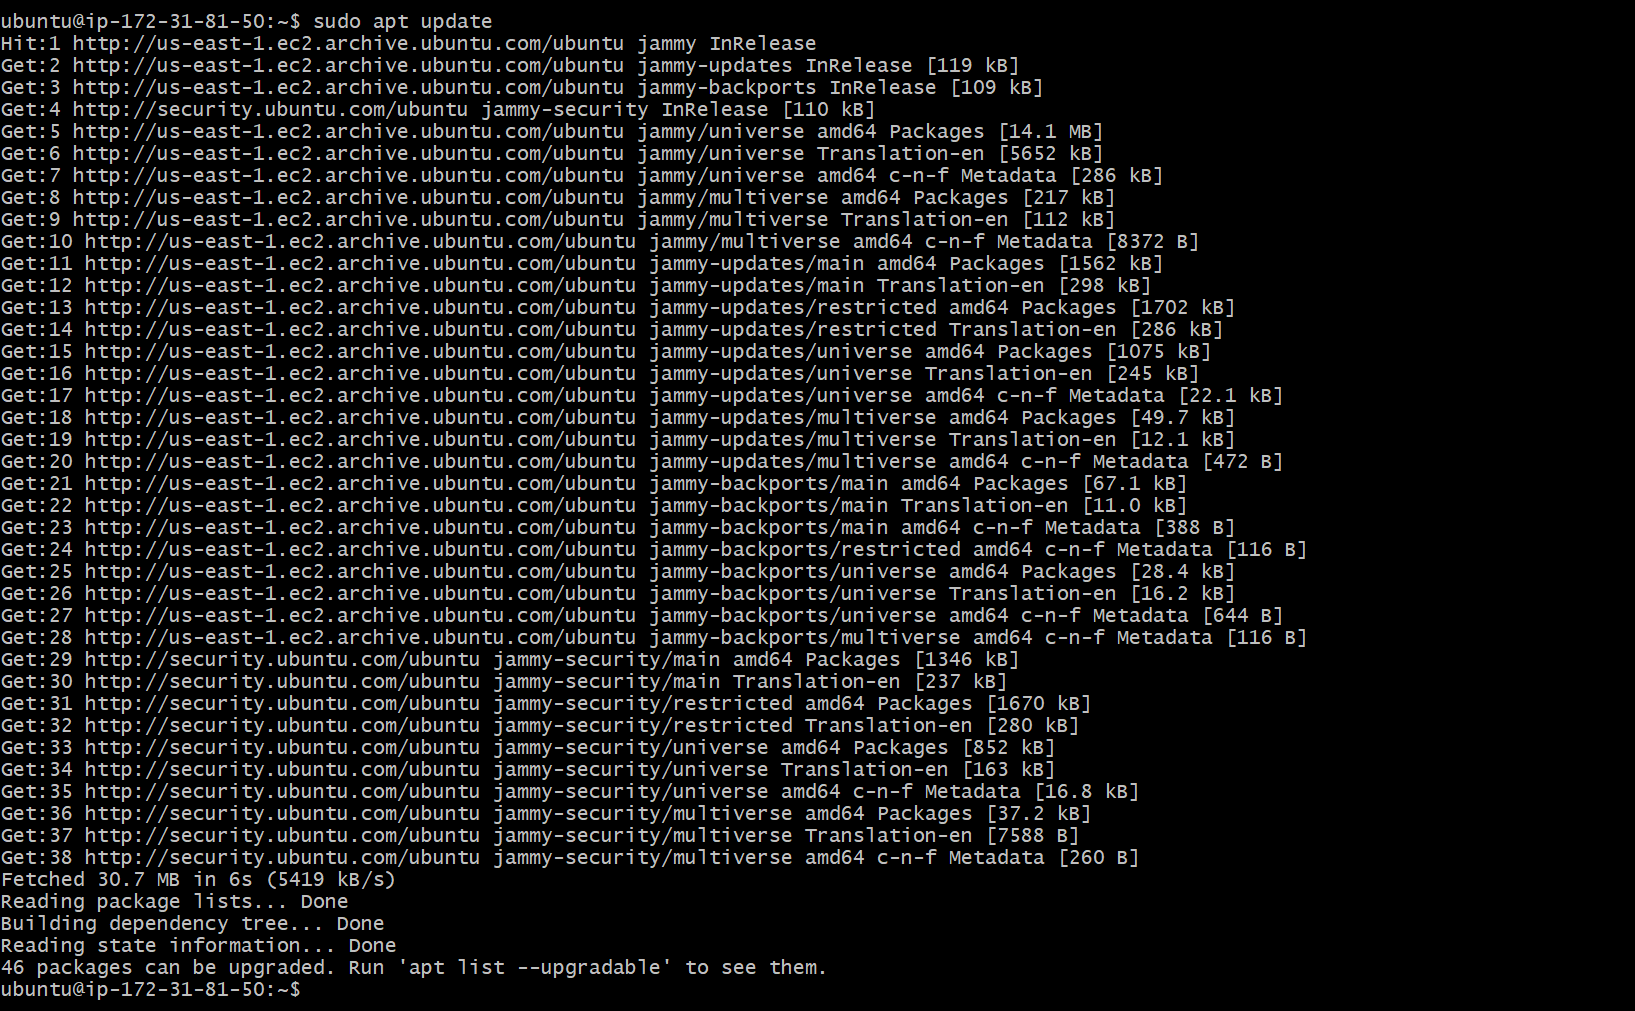 ubuntu@ip-172-31-81-50:~$ sudo apt update
Hit:1 http://us-east-1.ec2.archive.ubuntu.com/ubuntu jammy InRelease
Get:2 http://us-east-1.ec2.archive.ubuntu.com/ubuntu jammy-updates InRelease [119 kB]
Get:3 http://us-east-1.ec2.archive.ubuntu.com/ubuntu jammy-backports InRelease [109 kB]
Get:4 http://security.ubuntu.com/ubuntu jammy-security InRelease [110 kB]
Get:5 http://us-east-1.ec2.archive.ubuntu.com/ubuntu jammy/universe amd64 Packages [14.1 MB]
Get:6 http://us-east-1.ec2.archive.ubuntu.com/ubuntu jammy/universe Translation-en [5652 kB]
Get:7 http://us-east-1.ec2.archive.ubuntu.com/ubuntu jammy/universe amd64 c-n-f Metadata [286 kB]
Get:8 http://us-east-1.ec2.archive.ubuntu.com/ubuntu jammy/multiverse amd64 Packages [217 kB]
Get:9 http://us-east-1.ec2.archive.ubuntu.com/ubuntu jammy/multiverse Translation-en [112 kB]
Get:10 http://us-east-1.ec2.archive.ubuntu.com/ubuntu jammy/multiverse amd64 c-n-f Metadata [8372 B]
Get:11 http://us-east-1.ec2.archive.ubuntu.com/ubuntu jammy-updates/main amd64 Packages [1562 kB]
Get:12 http://us-east-1.ec2.archive.ubuntu.com/ubuntu jammy-updates/main Translation-en [298 kB]
Get:13 http://us-east-1.ec2.archive.ubuntu.com/ubuntu jammy-updates/restricted amd64 Packages [1702 kB]
Get:14 http://us-east-1.ec2.archive.ubuntu.com/ubuntu jammy-updates/restricted Translation-en [286 kB]
Get:15 http://us-east-1.ec2.archive.ubuntu.com/ubuntu jammy-updates/universe amd64 Packages [1075 kB]
Get:16 http://us-east-1.ec2.archive.ubuntu.com/ubuntu jammy-updates/universe Translation-en [245 kB]
Get:17 http://us-east-1.ec2.archive.ubuntu.com/ubuntu jammy-updates/universe amd64 c-n-f Metadata [22.1 kB]
Get:18 http://us-east-1.ec2.archive.ubuntu.com/ubuntu jammy-updates/multiverse amd64 Packages [49.7 kB]
Get:19 http://us-east-1.ec2.archive.ubuntu.com/ubuntu jammy-updates/multiverse Translation-en [12.1 kB]
Get:20 http://us-east-1.ec2.archive.ubuntu.com/ubuntu jammy-updates/multiverse amd64 c-n-f Metadata [472 B]
Get:21 http://us-east-1.ec2.archive.ubuntu.com/ubuntu jammy-backports/main amd64 Packages [67.1 kB]
Get:22 http://us-east-1.ec2.archive.ubuntu.com/ubuntu jammy-backports/main Translation-en [11.0 kB]
Get:23 http://us-east-1.ec2.archive.ubuntu.com/ubuntu jammy-backports/main amd64 c-n-f Metadata [388 B]
Get:24 http://us-east-1.ec2.archive.ubuntu.com/ubuntu jammy-backports/restricted amd64 c-n-f Metadata [116 B]
Get:25 http://us-east-1.ec2.archive.ubuntu.com/ubuntu jammy-backports/universe amd64 Packages [28.4 kB]
Get:26 http://us-east-1.ec2.archive.ubuntu.com/ubuntu jammy-backports/universe Translation-en [16.2 kB]
Get:27 http://us-east-1.ec2.archive.ubuntu.com/ubuntu jammy-backports/universe amd64 c-n-f Metadata [644 B]
Get:28 http://us-east-1.ec2.archive.ubuntu.com/ubuntu jammy-backports/multiverse amd64 c-n-f Metadata [116 B]
Get:29 http://security.ubuntu.com/ubuntu jammy-security/main amd64 Packages [1346 kB]
Get:30 http://security.ubuntu.com/ubuntu jammy-security/main Translation-en [237 kB]
Get:31 http://security.ubuntu.com/ubuntu jammy-security/restricted amd64 Packages [1670 kB]
Get:32 http://security.ubuntu.com/ubuntu jammy-security/restricted Translation-en [280 kB]
Get:33 http://security.ubuntu.com/ubuntu jammy-security/universe amd64 Packages [852 kB]
Get:34 http://security.ubuntu.com/ubuntu jammy-security/universe Translation-en [163 kB]
Get:35 http://security.ubuntu.com/ubuntu jammy-security/universe amd64 c-n-f Metadata [16.8 kB]
Get:36 http://security.ubuntu.com/ubuntu jammy-security/multiverse amd64 Packages [37.2 kB]
Get:37 http://security.ubuntu.com/ubuntu jammy-security/multiverse Translation-en [7588 B]
Get:38 http://security.ubuntu.com/ubuntu jammy-security/multiverse amd64 c-n-f Metadata [260 B]
Fetched 30.7 MB in 6s (5419 kB/s)
Reading package lists... Done
Building dependency tree... Done
Reading state information... Done
46 packages can be upgraded. Run 'apt list --upgradable' to see them.
ubuntu@ip-172-31-81-50:~$